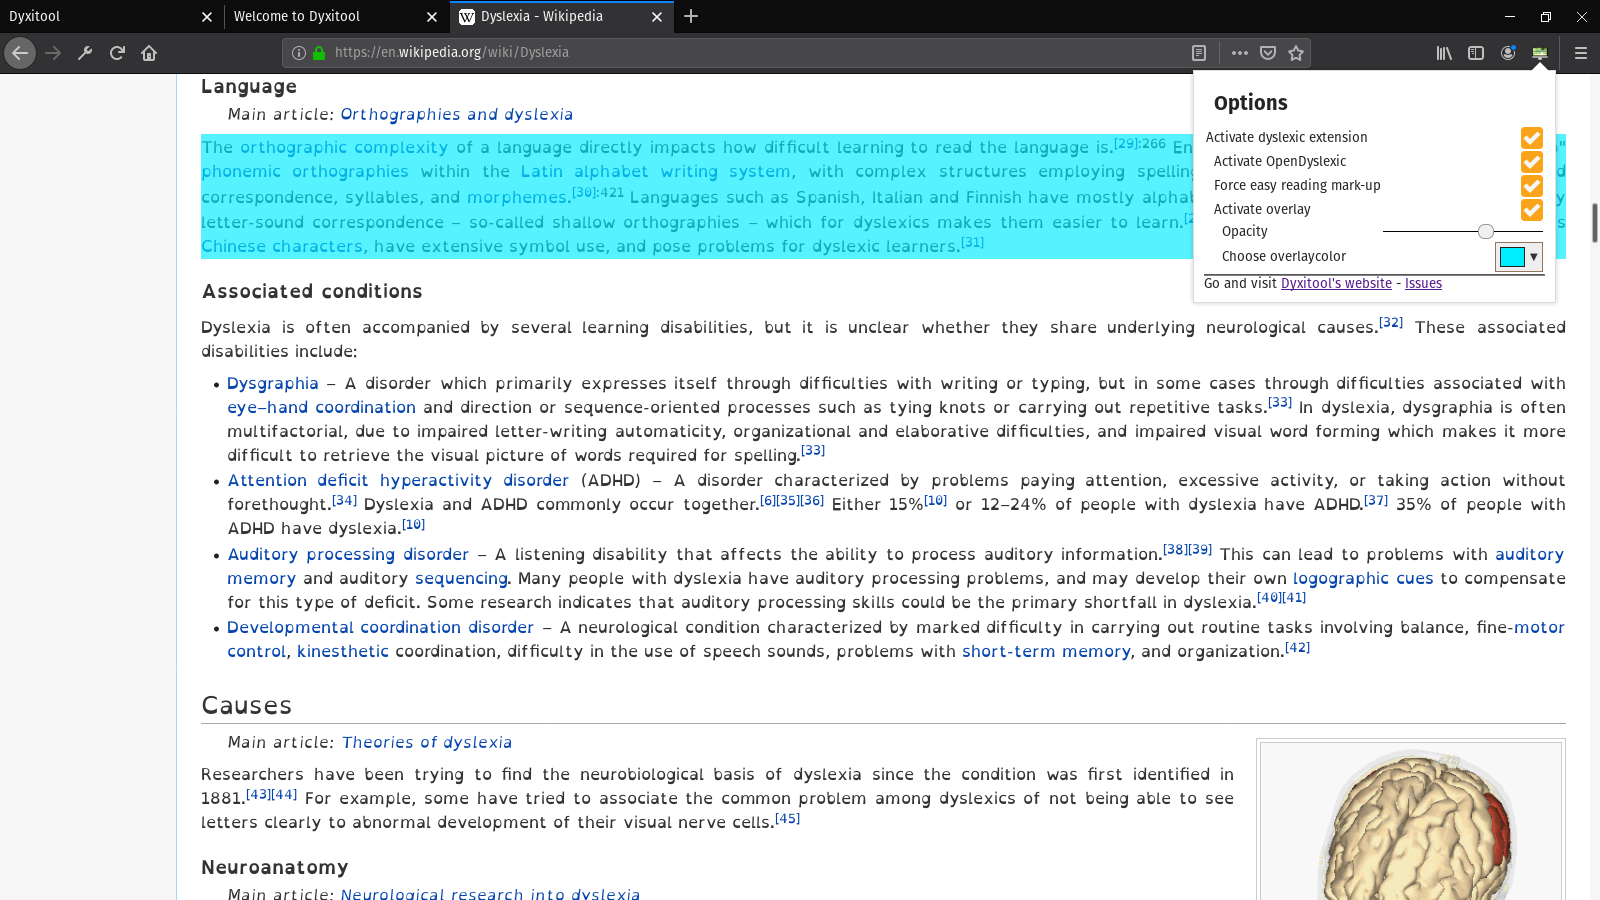 Dyxitool
Welcome to Dyxitool
W Dyslexia - Wikipedia
https://en.wikipedia.org/wiki/Dyslexia
Options
Activate dyslexic extension
Activate OpenDyslexic
Force easy reading mark-up
Activate overlay
Opacity
Choose overlaycolor
Go and visit Dyxitool's website - Issues
Language
Main article: Orthographies and dyslexia
The orthographic complexity of a language directly impacts how difficult learning to read the language is.[29]:266 En
phonemic orthographies within the Latin alphabet writing system, with complex structures employing
correspondence, syllables, and morphemes.[30]:421 Languages such as Spanish, Italian and Finnish have mostly
letter-sound correspondence – so-called shallow orthographies – which for dyslexics makes them easier to learn.
Chinese characters, have extensive symbol use, and pose problems for dyslexic learners.[31]
Associated conditions
Dyslexia is often accompanied by several learning disabilities, but it is unclear whether they share underlying neurological causes.[32] These associated
disabilities include:
• Dysgraphia – A disorder which primarily expresses itself through difficulties with writing or typing, but in some cases through difficulties associated with
eye–hand coordination and direction or sequence-oriented processes such as tying knots or carrying out repetitive tasks.[33] In dyslexia, dysgraphia is often
multifactorial, due to impaired letter-writing automaticity, organizational and elaborative difficulties, and impaired visual word forming which makes it more
difficult to retrieve the visual picture of words required for spelling.[33]
• Attention deficit hyperactivity disorder (ADHD) – A disorder characterized by problems paying attention, excessive activity, or taking action without
forethought.[34] Dyslexia and ADHD commonly occur together.[6][35][36] Either 15%[10] or 12–24% of people with dyslexia have ADHD.[37] 35% of people with
ADHD have dyslexia.[10]
• Auditory processing disorder – A listening disability that affects the ability to process auditory information.[38][39] This can lead to problems with auditory
memory and auditory sequencing. Many people with dyslexia have auditory processing problems, and may develop their own logographic cues to compensate
for this type of deficit. Some research indicates that auditory processing skills could be the primary shortfall in dyslexia.[40][41]
• Developmental coordination disorder – A neurological condition characterized by marked difficulty in carrying out routine tasks involving balance, fine-motor
control, kinesthetic coordination, difficulty in the use of speech sounds, problems with short-term memory, and organization.[42]
Causes
Main article: Theories of dyslexia
Researchers have been trying to find the neurobiological basis of dyslexia since the condition was first identified in
1881.[43][44] For example, some have tried to associate the common problem among dyslexics of not being able to see
letters clearly to abnormal development of their visual nerve cells.[45]
Neuroanatomy
Main article: Neurological research into dyslexia